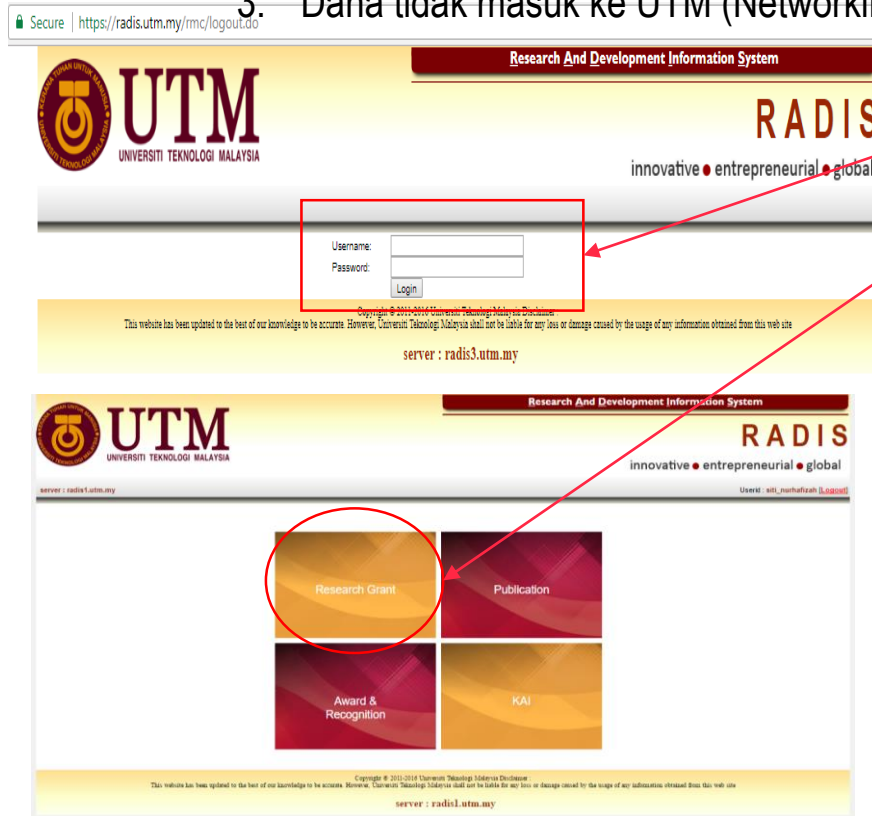 3. Dana tidak masuk ke UTM
Secure | https://radis.utm.my/rmc/logout.do
Research And Development Information System
UTM
UNIVERSITI TEKNOLOGI MALAYSIA
RADIS
innovative ● entrepreneurial ● global
Username:
Password:
Login
Copyright © 2011-2016 Universiti Teknologi Malaysia Disclaimer :
This website has been updated to the best of our knowledge to be accurate. However, Universiti Teknologi Malaysia shall not be liable for any loss or damage caused by the usage of any information obtained from this web site
server : radis3.utm.my
Research And Development Information System
UTM
UNIVERSITI TEKNOLOGI MALAYSIA
RADIS
innovative ● entrepreneurial ● global
server : radis1.utm.my
Userid : siti_nurhafizah [Logout]
Research Grant
Publication
Award &
Recognition
KAI
Copyright © 2011-2016 Universiti Teknologi Malaysia Disclaimer :
This website has been updated to the best of our knowledge to be accurate. However, Universiti Teknologi Malaysia shall not be liable for any loss or damage caused by the usage of any information obtained from this web site
server : radis1.utm.my